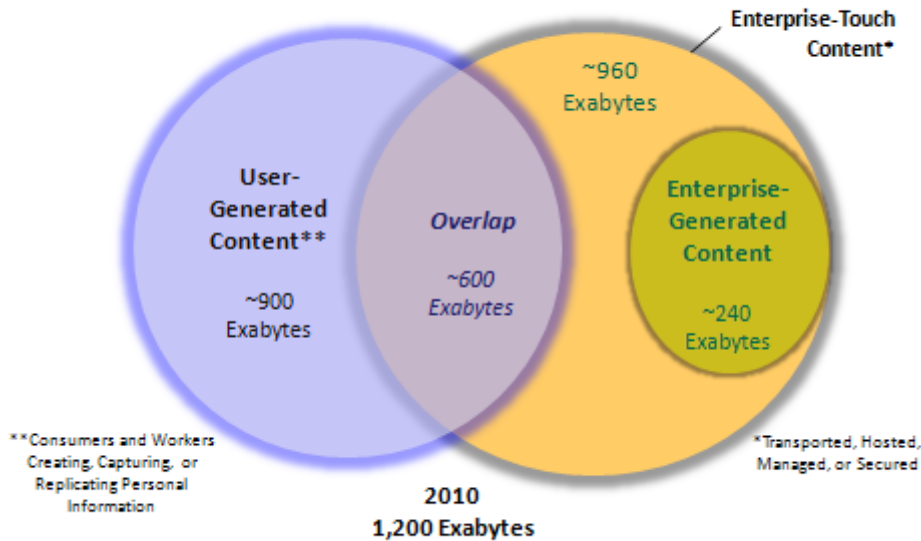 Enterprise-Touch
Content*
~960
Exabytes
User-
Generated
Content**
~900
Exabytes
Overlap
~600
Exabytes
Enterprise-
Generated
Content
~240
Exabytes
**Consumers and Workers
Creating, Capturing, or
Replicating Personal
Information
*Transported, Hosted,
Managed, or Secured
2010
1,200 Exabytes